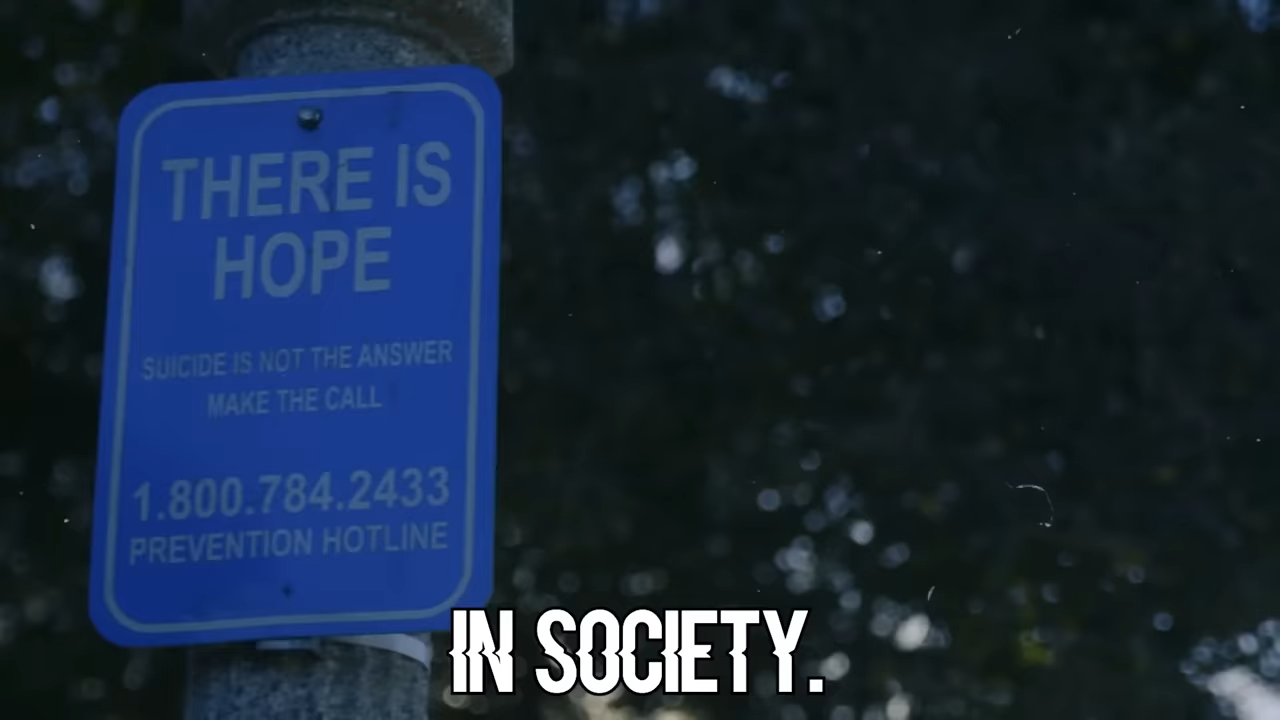 THERE IS
HOPE
SUICIDE IS NOT THE ANSWER
MAKE THE CALL
1.800.784.2433
PREVENTION HOTLINE
IN SOCIETY.